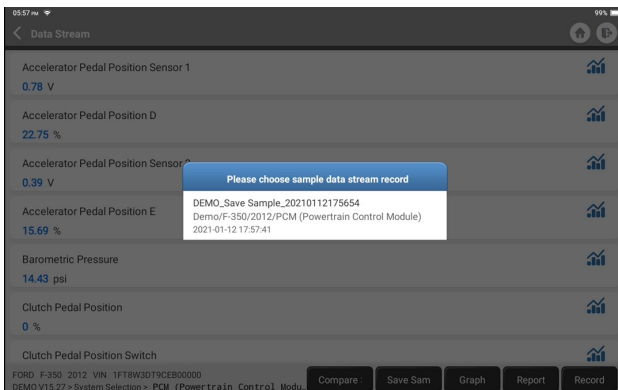 05:57 PM
99%
Data Stream
Accelerator Pedal Position Sensor 1
0.78 V
Accelerator Pedal Position D
22.75 %
Accelerator Pedal Position Sensor
0.39 V
Accelerator Pedal Position E
15.69 %
Please choose sample data stream record
DEMO_Save Sample_20210112175654
Demo/F-350/2012/PCM (Powertrain Control Module)
2021-01-12 17:57:41
Barometric Pressure
14.43 psi
Clutch Pedal Position
0 %
Clutch Pedal Position Switch
FORD F-350 2012 VIN 1FT8W3DT9CEB00000
DEMO V15.27 > System Selection > PCM (Powertrain Control Modu
Compare
Save Sam
Graph
Report
Record